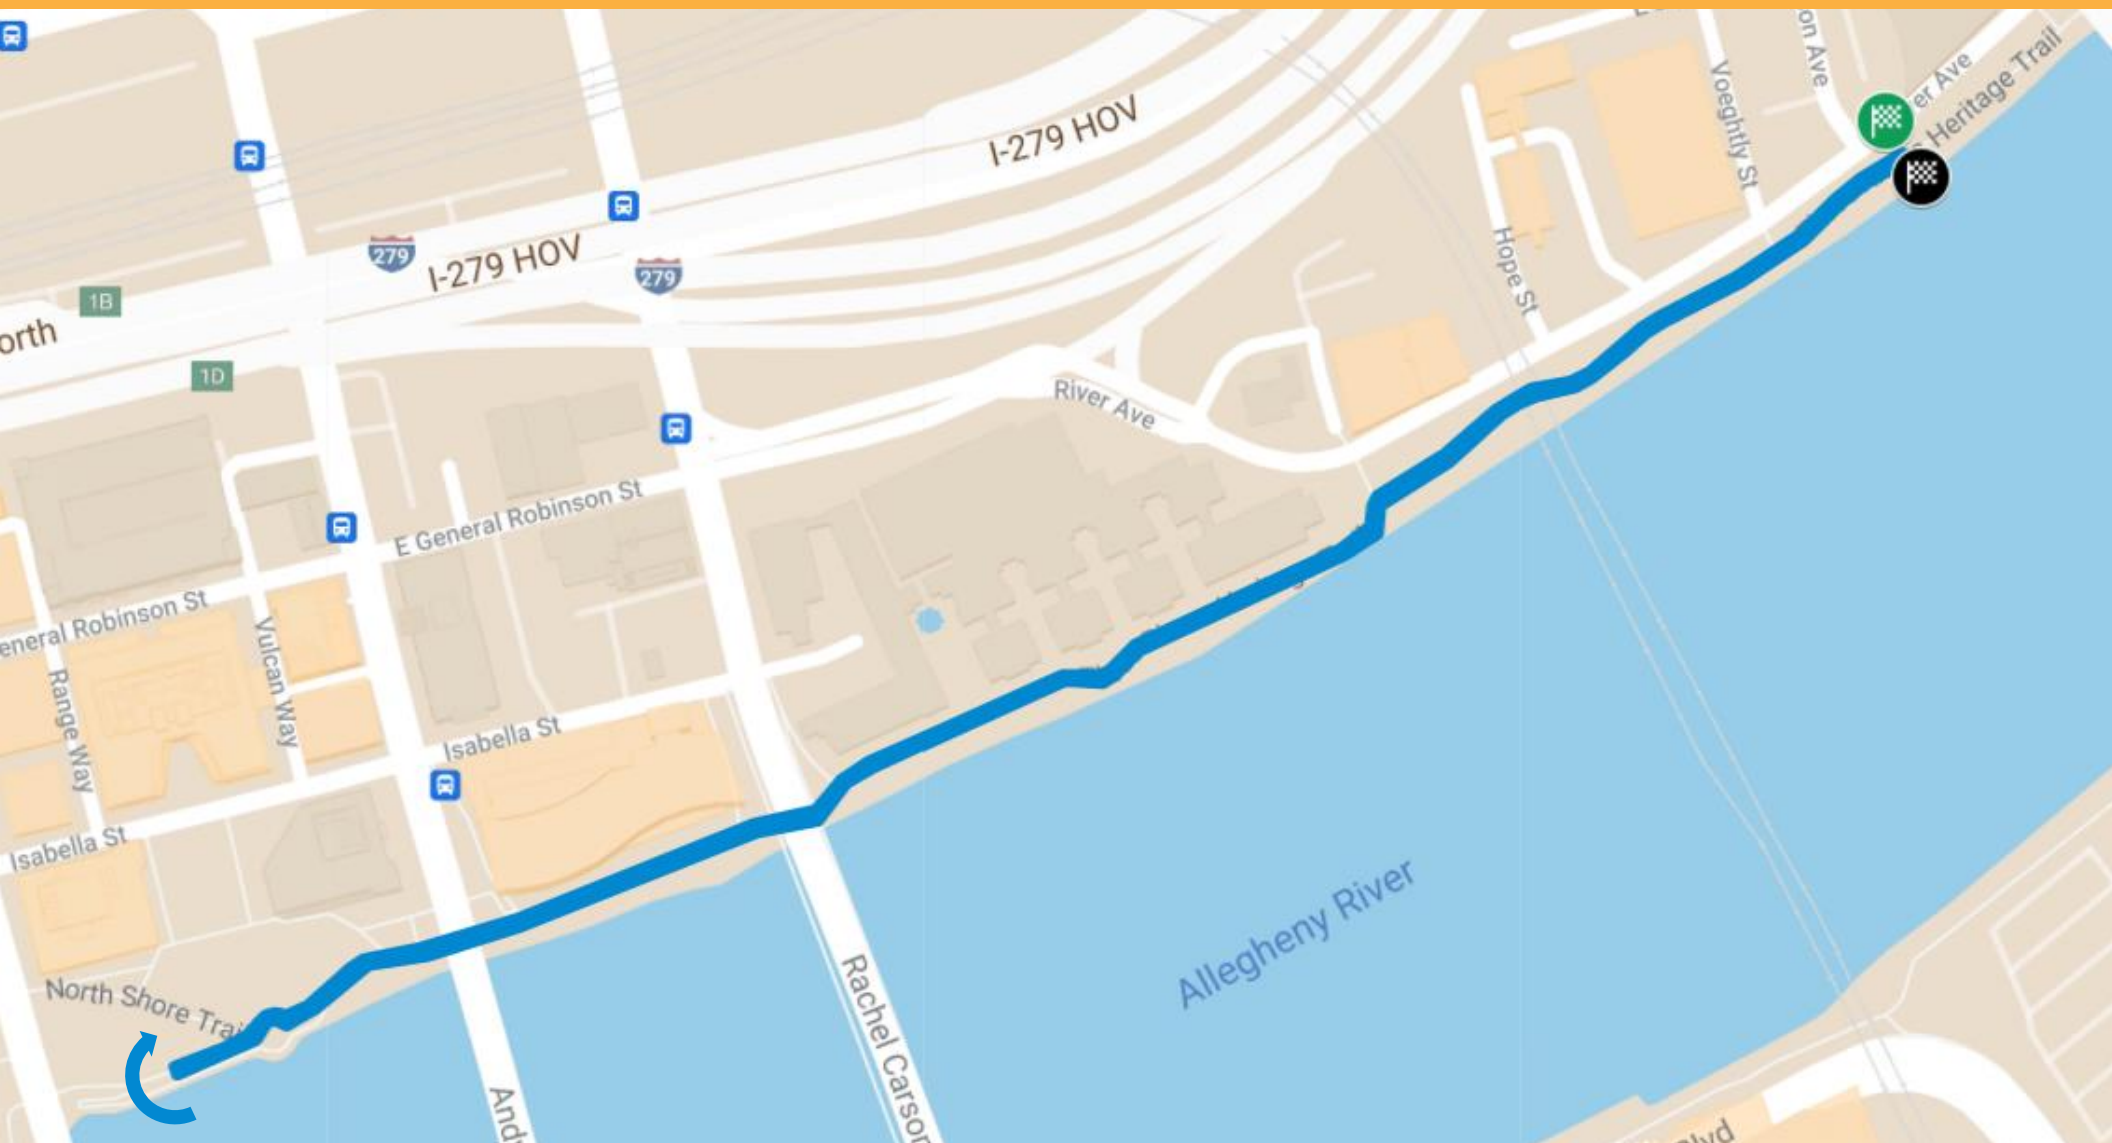 er Ave
Heritage Trail
on Ave
Voeghtly St
I-279 HOV
279
I-279 HOV
279
Hope St
1B
orth
1D
River Ave
E General Robinson St
eneral Robinson St
Vulcan Way
Range Way
Isabella St
Isabella St
Allegheny River
North Shore Trai
Rachel Carson
And
lvd